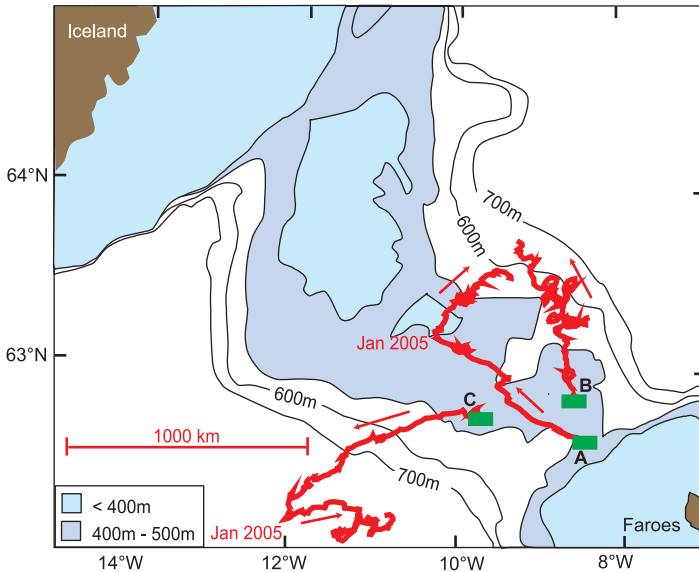 Iceland
64°N
700m
600m
Jan 2005
63°N
B
C
600m
1000 km
A
700m
< 400m
400m - 500m
Jan 2005
Faroes
14°W
12°W
10°W
8°W